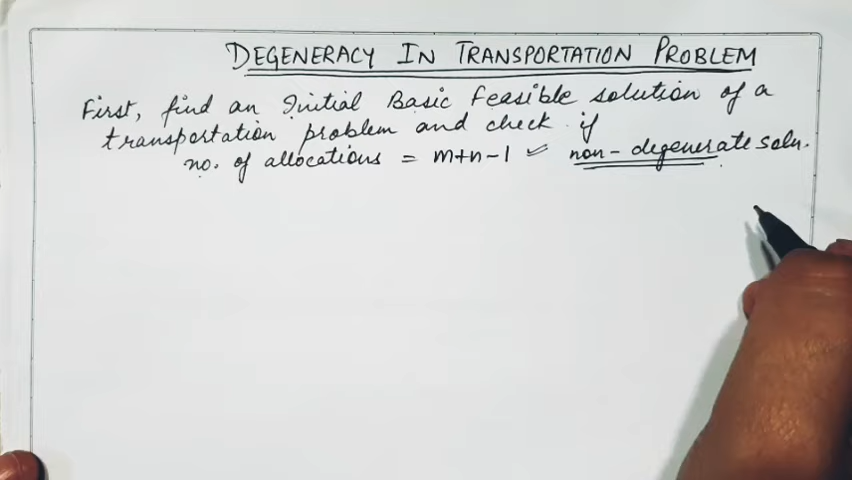 DEGENERACY IN TRANSPORTATION PROBLEM
First, find an Initial Basic Feasible solution of a
transportation problem and check if
no. of allocations = m+n-1 ✓ non-degenerate soln.